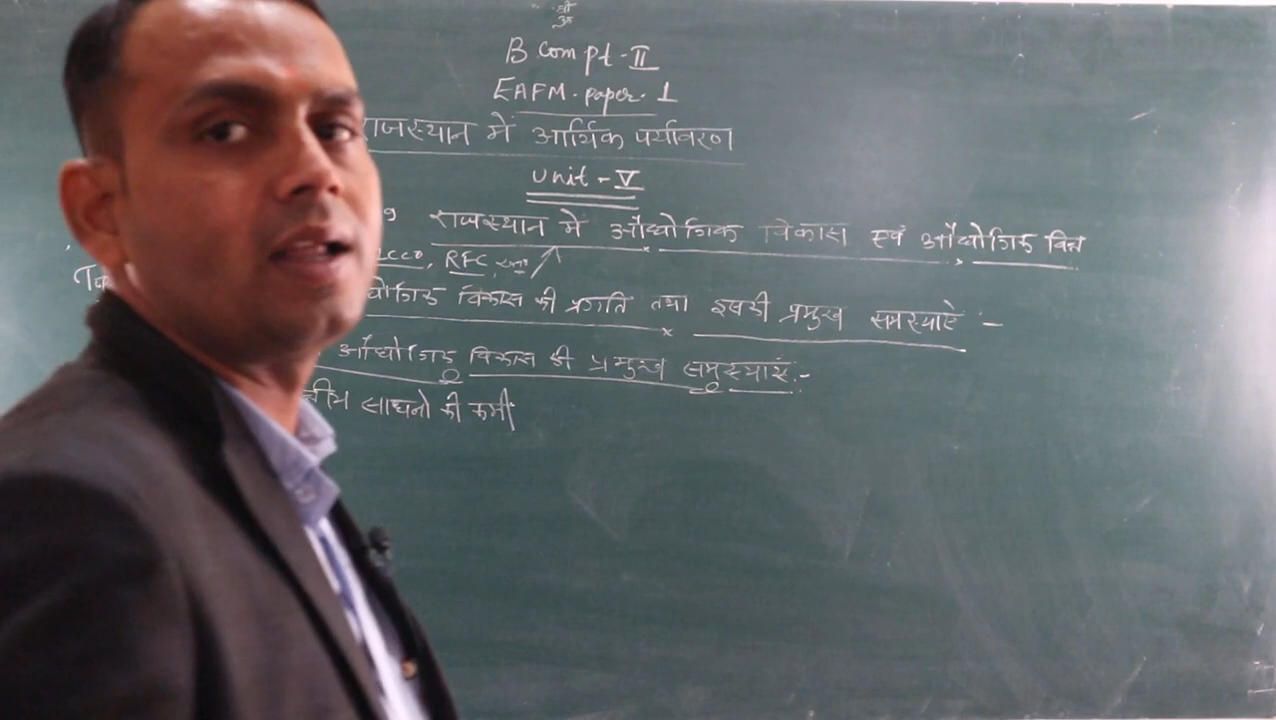 श्री
B Com pt-II
EAFM. paper. 1
राजस्थान में आर्थिक पर्यावरण
Unit - V
9 राजस्थान में औद्योगिक विकास एवं औद्योगिक वित्त
RFC,
विकास की प्रगति तथा इसकी प्रमुख समस्याऐं -
औद्योगिक विकास की प्रमुख समस्याएं:-
साधनो की कमी